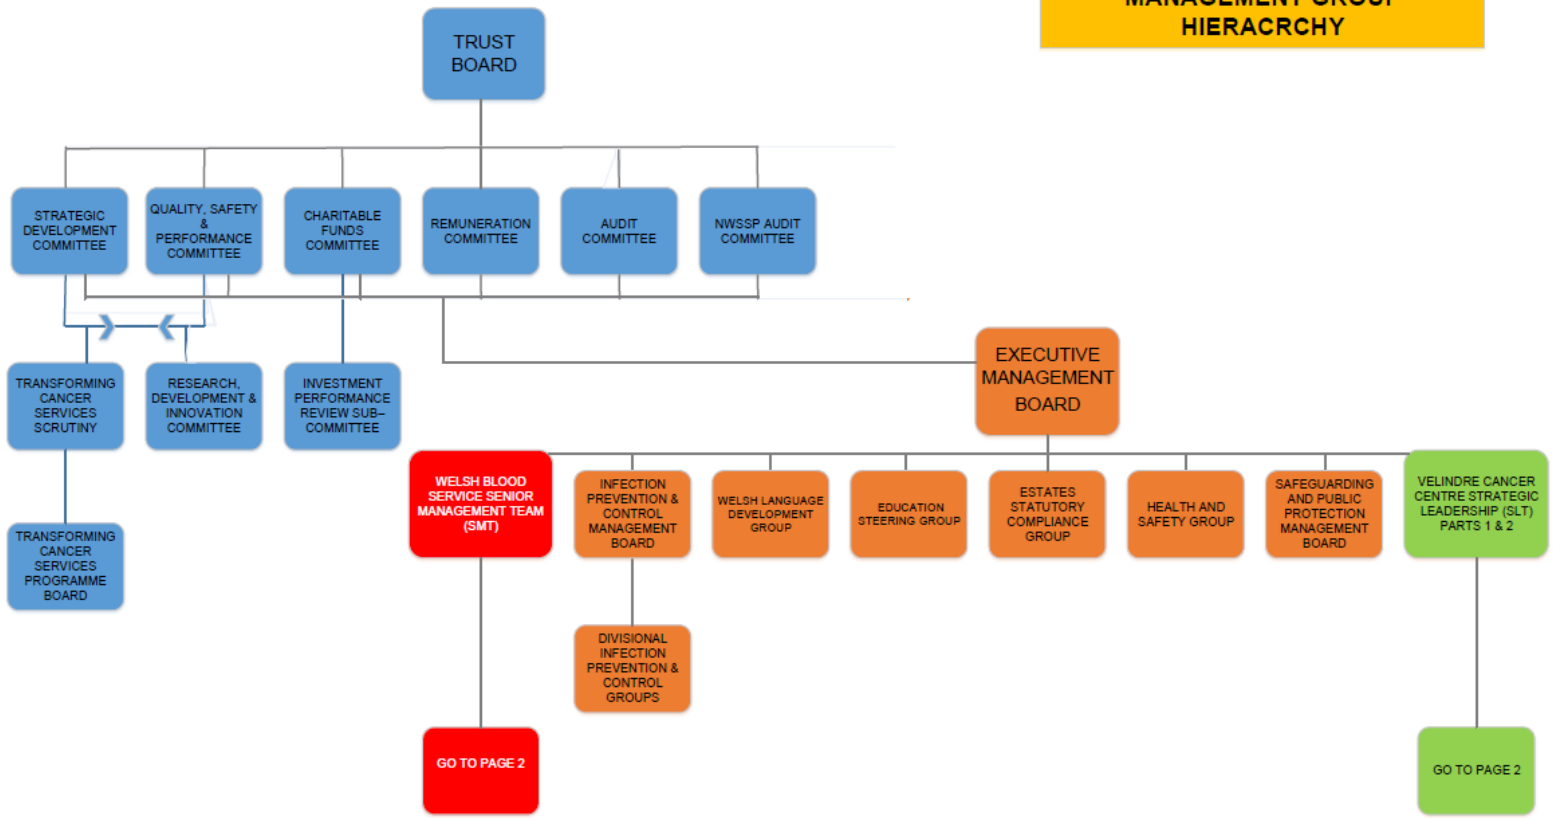 MANAGEMENT GROUP
HIERACRCHY
TRUST
BOARD
STRATEGIC
DEVELOPMENT
COMMITTEE
QUALITY, SAFETY
&
PERFORMANCE
COMMITTEE
CHARITABLE
FUNDS
COMMITTEE
REMUNERATION
COMMITTEE
AUDIT
COMMITTEE
NWSSP AUDIT
COMMITTEE
TRANSFORMING
CANCER
SERVICES
SCRUTINY
RESEARCH,
DEVELOPMENT &
INNOVATION
COMMITTEE
INVESTMENT
PERFORMANCE
REVIEW SUB–
COMMITTEE
EXECUTIVE
MANAGEMENT
BOARD
TRANSFORMING
CANCER
SERVICES
PROGRAMME
BOARD
WELSH BLOOD
SERVICE SENIOR
MANAGEMENT TEAM
(SMT)
INFECTION
PREVENTION &
CONTROL
MANAGEMENT
BOARD
WELSH LANGUAGE
DEVELOPMENT
GROUP
EDUCATION
STEERING GROUP
ESTATES
STATUTORY
COMPLIANCE
GROUP
HEALTH AND
SAFETY GROUP
SAFEGUARDING
AND PUBLIC
PROTECTION
MANAGEMENT
BOARD
VELINDRE CANCER
CENTRE STRATEGIC
LEADERSHIP (SLT)
PARTS 1 & 2
DIVISIONAL
INFECTION
PREVENTION &
CONTROL
GROUPS
GO TO PAGE 2
GO TO PAGE 2